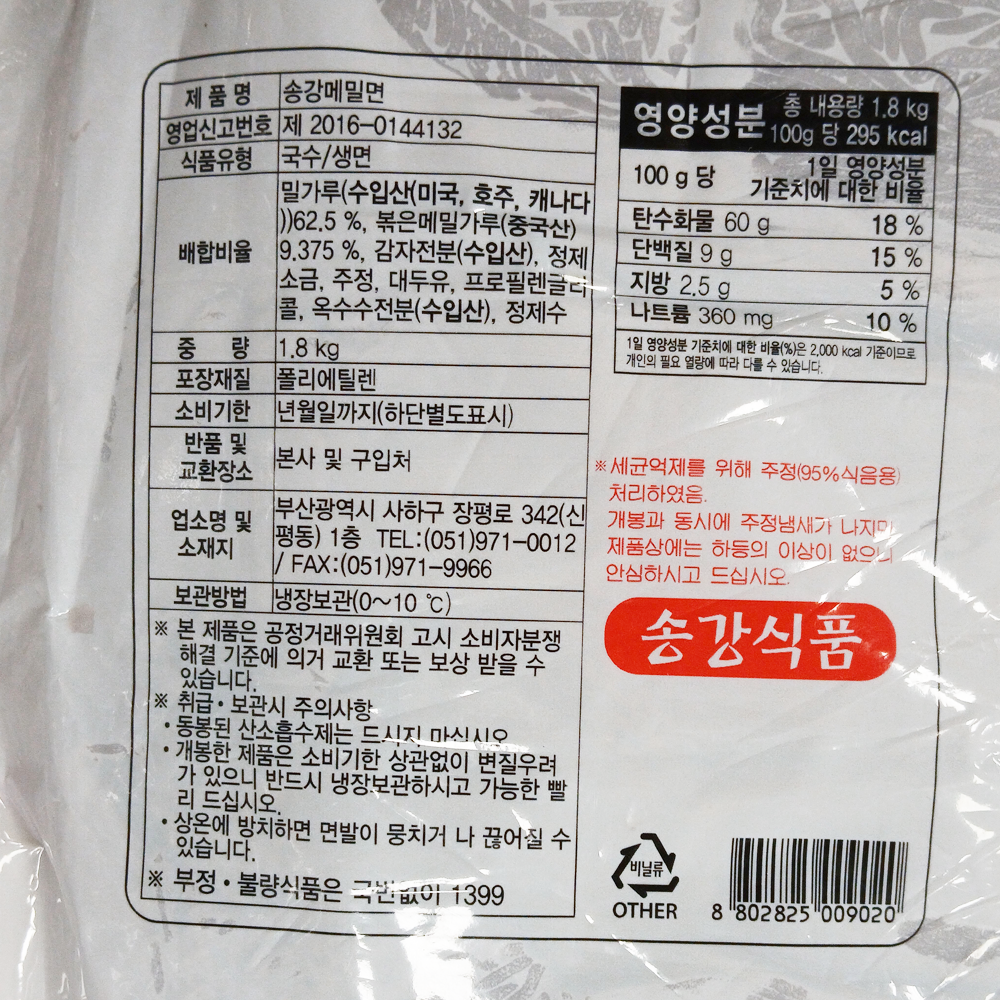 제 품 명 송강메밀면
영업신고번호 제 2016-0144132
식품유형 국수/생면
배합비율
밀가루(수입산(미국, 호주, 캐나다
))62.5 %, 볶은메밀가루(중국산)
9.375 %, 감자전분(수입산), 정제
소금, 주정, 대두유, 프로필렌글리
콜, 옥수수전분(수입산), 정제수
중 량 1.8 kg
포장재질 폴리에틸렌
소비기한 년월일까지(하단별도표시)
반품 및
교환장소
본사 및 구입처
업소명 및
소재지
부산광역시 사하구 장평로 342(신
평동) 1층 TEL:(051)971-0012
/ FAX:(051)971-9966
보관방법 냉장보관(0~10 ℃)
※ 본 제품은 공정거래위원회 고시 소비자분쟁
해결 기준에 의거 교환 또는 보상 받을 수
있습니다.
※ 취급• 보관시 주의사항
• 동봉된 산소흡수제는 드시지 마십시오
• 개봉한 제품은 소비기한 상관없이 변질우려
가 있으니 반드시 냉장보관하시고 가능한 빨
리 드십시오.
• 상온에 방치하면 면발이 뭉치거 나 끊어질 수
있습니다.
※ 부정 • 불량식품은 국번없이 1399
영양성분
총 내용량 1.8 kg
100g 당 295 kcal
100 g 당
1일 영양성분
기준치에 대한 비율
탄수화물 60 g 18 %
단백질 9 g 15 %
지방 2.5 g 5 %
나트륨 360 mg 10 %
1일 영양성분 기준치에 대한 비율(%)은 2,000 kcal 기준이므로
개인의 필요 열량에 따라 다를 수 있습니다.
※ 세균억제를 위해 주정(95%식음용)
처리하였음.
개봉과 동시에 주정냄새가 나지만
제품상에는 하등의 이상이 없으니
안심하시고 드십시오.
송강식품
비닐류
OTHER
8 802825 009020